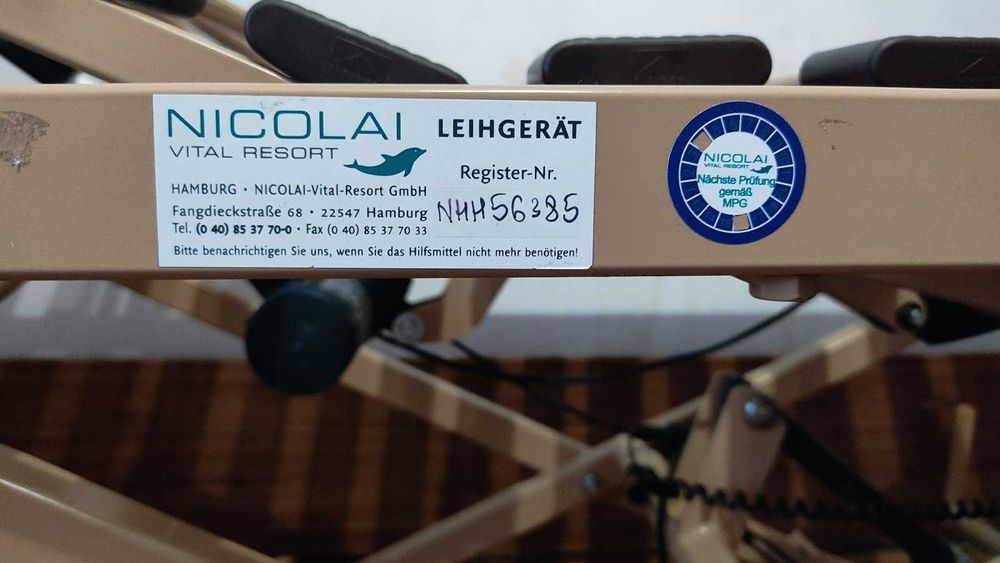 NICOLAI
VITAL RESORT
HAMBURG · NICOLAI-Vital-Resort GmbH
Fangdieckstraße 68 · 22547 Hamburg
Tel. (0 40) 85 37 70-0 · Fax (0 40) 85 37 70 33
Bitte benachrichtigen Sie uns, wenn Sie das Hilfsmittel nicht mehr benötigen!
LEIHGERÄT
Register-Nr.
NHH56385
NICOLAI
VITAL RESORT
Nächste Prüfung
gemäß
MPG